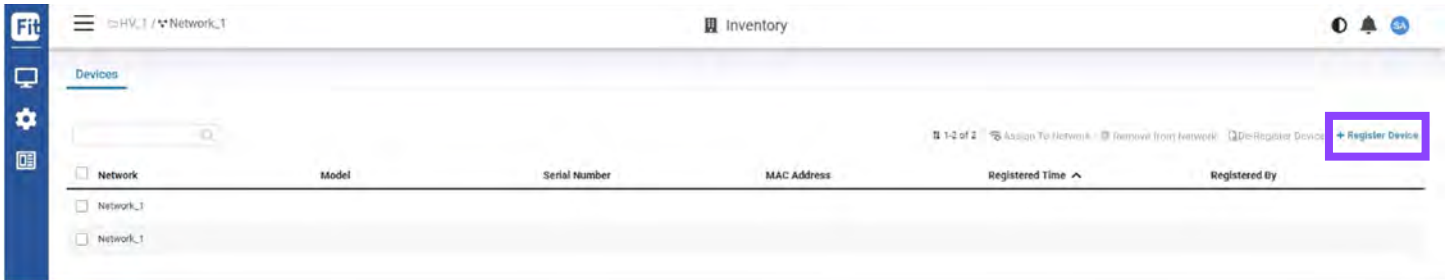 Fit HV_1 / Network_1 Inventory SA
Devices
1-2 of 2 Assign To Network Remove from Network De-Register Device + Register Device
Network Model Serial Number MAC Address Registered Time Registered By
Network_1
Network_1